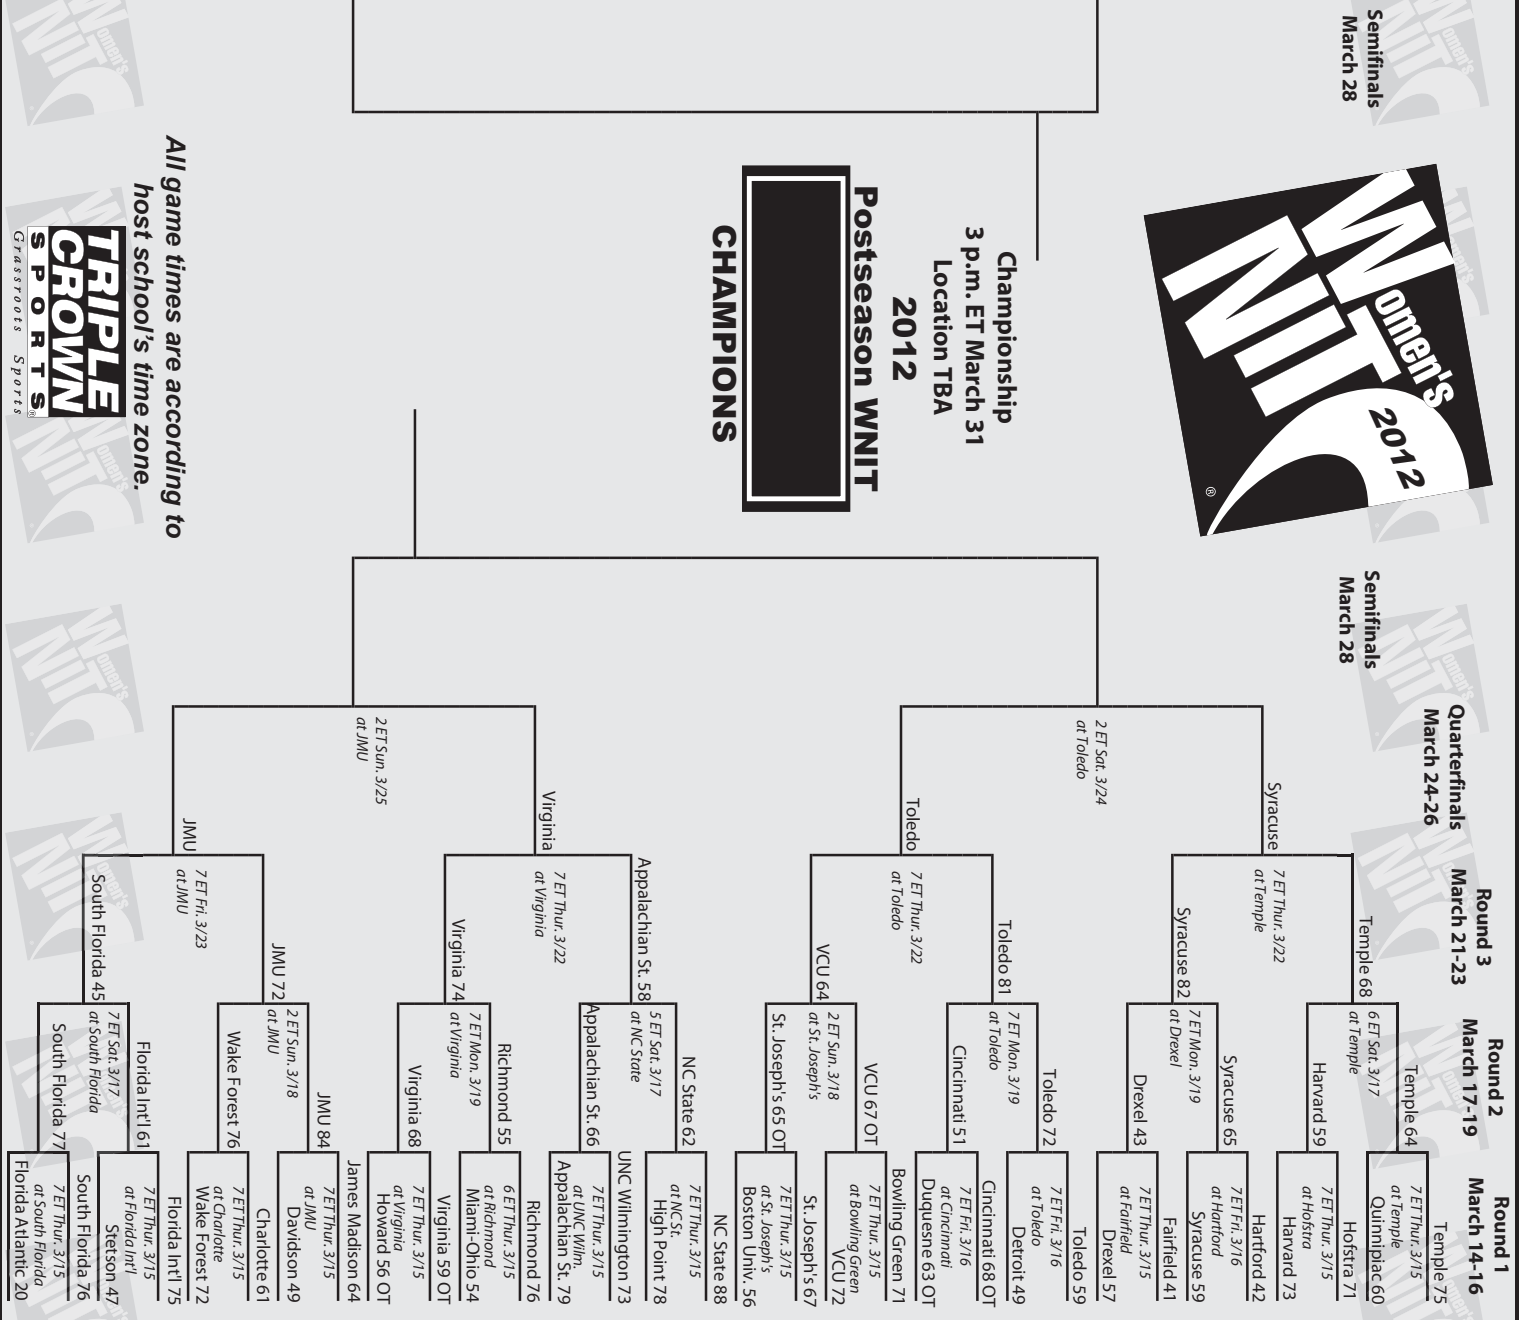 Semifinals
March 28
Semifinals
March 28
Quarterfinals
March 24-26
Round 3
March 21-23
Round 2
March 17-19
Round 1
March 14-16
Women's
NIT
2012
®
Championship
3 p.m. ET March 31
Location TBA
2012
Postseason WNIT
CHAMPIONS
2 ET Sat. 3/24
at Toledo
2 ET Sun. 3/25
at JMU
Syracuse
7 ET Thur. 3/22
at Temple
Toledo
7 ET Thur. 3/22
at Toledo
Virginia
7 ET Thur. 3/22
at Virginia
JMU
7 ET Fri. 3/23
at JMU
Temple 68
6 ET Sat. 3/17
at Temple
Syracuse 82
7 ET Mon. 3/19
at Drexel
Toledo 81
7 ET Mon. 3/19
at Toledo
VCU 64
2 ET Sun. 3/18
at St. Joseph's
Appalachian St. 58
5 ET Sat. 3/17
at NC State
Virginia 74
7 ET Mon. 3/19
at Virginia
JMU 72
2 ET Sun. 3/18
at JMU
South Florida 45
7 ET Sat. 3/17
at South Florida
Temple 64
Harvard 59
Syracuse 65
Drexel 43
Toledo 72
Cincinnati 51
VCU 67 OT
St. Joseph's 65 OT
NC State 62
Appalachian St. 66
Richmond 55
Virginia 68
JMU 84
Wake Forest 76
Florida Int'l 61
South Florida 77
Temple 75
7 ET Thur. 3/15
at Temple
Quinnipiac 60
Hofstra 71
7 ET Thur. 3/15
at Hofstra
Harvard 73
Hartford 42
7 ET Fri. 3/16
at Hartford
Syracuse 59
Fairfield 41
7 ET Thur. 3/15
at Fairfield
Drexel 57
Toledo 59
7 ET Fri. 3/16
at Toledo
Detroit 49
Cincinnati 68 OT
7 ET Fri. 3/16
at Cincinnati
Duquesne 63 OT
Bowling Green 71
7 ET Thur. 3/15
at Bowling Green
VCU 72
St. Joseph's 67
7 ET Thur. 3/15
at St. Joseph's
Boston Univ. 56
NC State 88
7 ET Thur. 3/15
at NC St.
High Point 78
UNC Wilmington 73
7 ET Thur. 3/15
at UNC Wilm.
Appalachian St. 79
Richmond 76
6 ET Thur. 3/15
at Richmond
Miami-Ohio 54
Virginia 59 OT
7 ET Thur. 3/15
at Virginia
Howard 56 OT
James Madison 64
7 ET Thur. 3/15
at JMU
Davidson 49
Charlotte 61
7 ET Thur. 3/15
at Charlotte
Wake Forest 72
Florida Int'l 75
7 ET Thur. 3/15
at Florida Int'l
Stetson 47
South Florida 76
7 ET Thur. 3/15
at South Florida
Florida Atlantic 20
All game times are according to
host school's time zone.
TRIPLE
CROWN
SPORTS®
Grassroots Sports